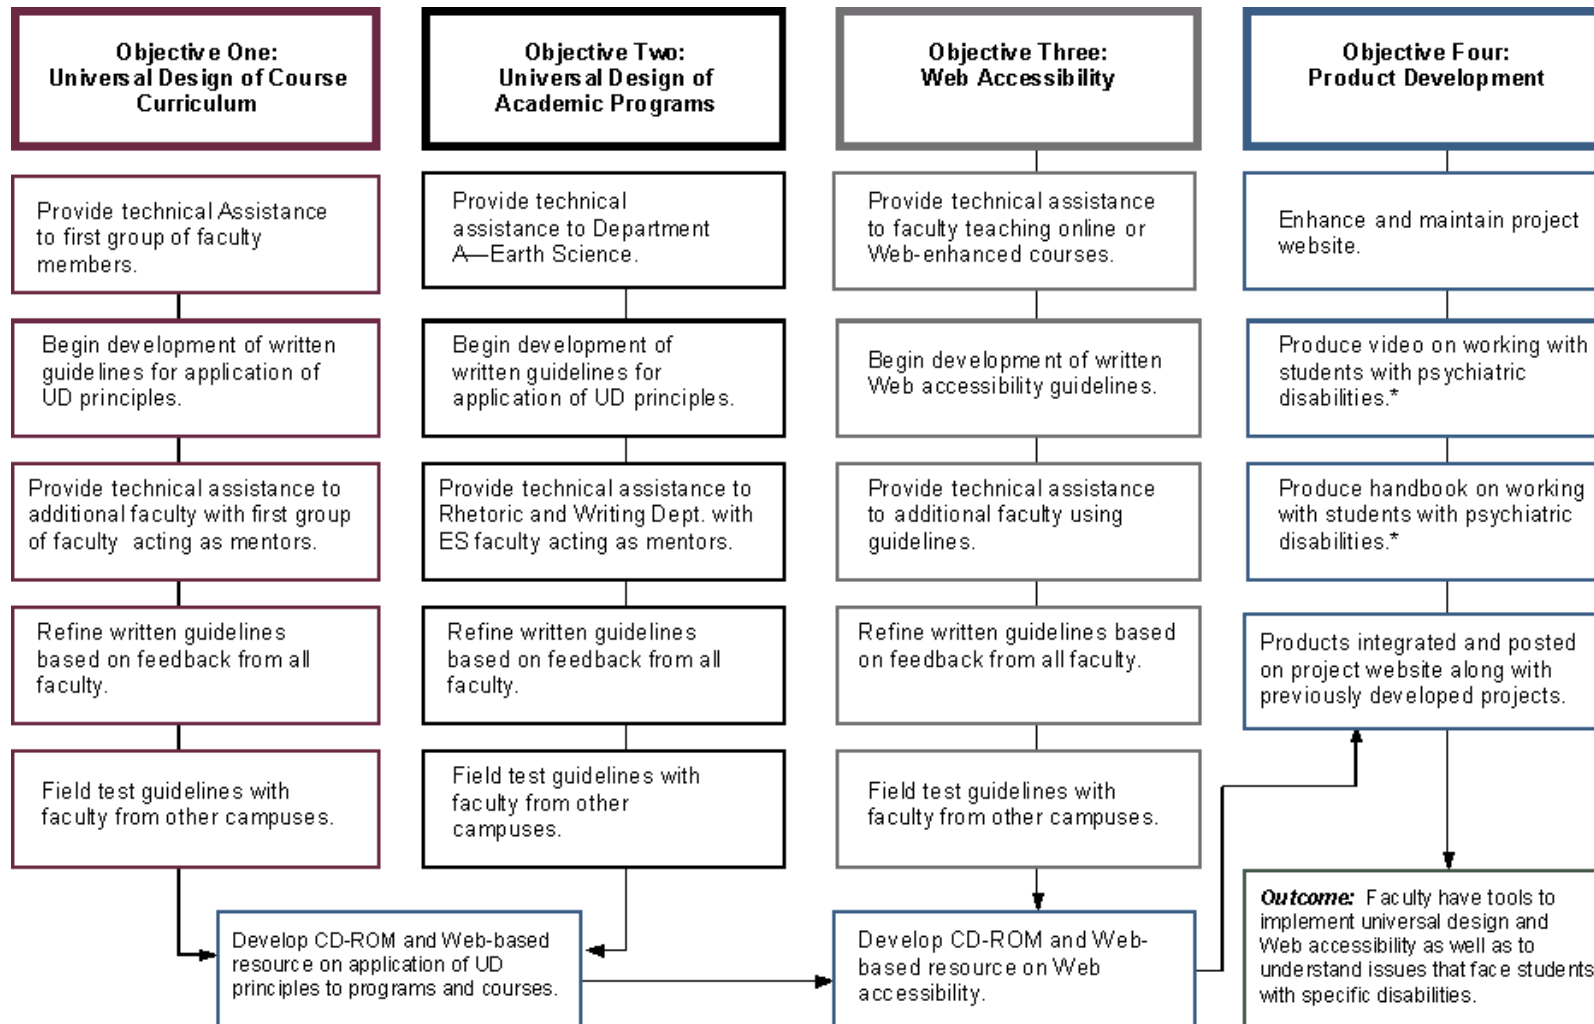 Objective One:
Universal Design of Course
Curriculum
Provide technical Assistance
to first group of faculty
members.
Begin development of written
guidelines for application of
UD principles.
Provide technical assistance to
additional faculty with first group
of faculty acting as mentors.
Refine written guidelines
based on feedback from all
faculty.
Field test guidelines with
faculty from other campuses.
Objective Two:
Universal Design of
Academic Programs
Provide technical
assistance to Department
A—Earth Science.
Begin development of
written guidelines for
application of UD principles.
Provide technical assistance to
Rhetoric and Writing Dept. with
ES faculty acting as mentors.
Refine written guidelines
based on feedback from all
faculty.
Field test guidelines with
faculty from other
campuses.
Develop CD-ROM and Web-based
resource on application of UD
principles to programs and courses.
Objective Three:
Web Accessibility
Provide technical assistance
to faculty teaching online or
Web-enhanced courses.
Begin development of written
Web accessibility guidelines.
Provide technical assistance
to additional faculty using
guidelines.
Refine written guidelines based
on feedback from all faculty.
Field test guidelines with
faculty from other campuses.
Develop CD-ROM and Web-
based resource on Web
accessibility.
Objective Four:
Product Development
Enhance and maintain project
website.
Produce video on working with
students with psychiatric
disabilities.*
Produce handbook on working
with students with psychiatric
disabilities.*
Products integrated and posted
on project website along with
previously developed projects.
Outcome: Faculty have tools to
implement universal design and
Web accessibility as well as to
understand issues that face students
with specific disabilities.